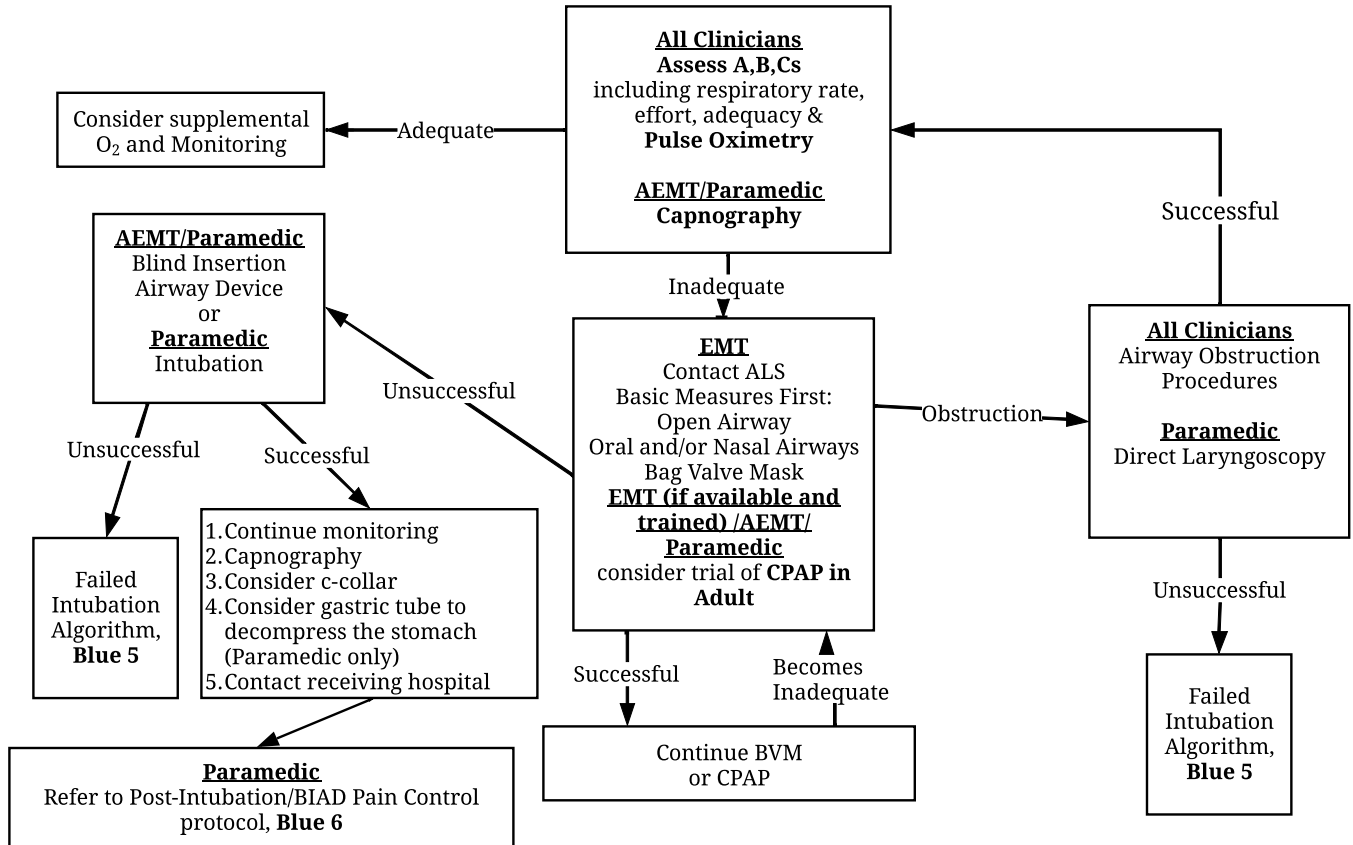 All Clinicians
Assess A,B,Cs
including respiratory rate,
effort, adequacy &
Pulse Oximetry
AEMT/Paramedic
Capnography
Adequate
Consider supplemental
O₂ and Monitoring
Successful
Inadequate
AEMT/Paramedic
Blind Insertion
Airway Device
or
Paramedic
Intubation
Unsuccessful
EMT
Contact ALS
Basic Measures First:
Open Airway
Oral and/or Nasal Airways
Bag Valve Mask
EMT (if available and
trained) /AEMT/
Paramedic
consider trial of CPAP in
Adult
Obstruction
All Clinicians
Airway Obstruction
Procedures
Paramedic
Direct Laryngoscopy
Unsuccessful
Successful
Failed
Intubation
Algorithm,
Blue 5
1.Continue monitoring
2.Capnography
3.Consider c-collar
4.Consider gastric tube to
decompress the stomach
(Paramedic only)
5.Contact receiving hospital
Successful
Becomes
Inadequate
Unsuccessful
Continue BVM
or CPAP
Failed
Intubation
Algorithm,
Blue 5
Paramedic
Refer to Post-Intubation/BIAD Pain Control
protocol, Blue 6